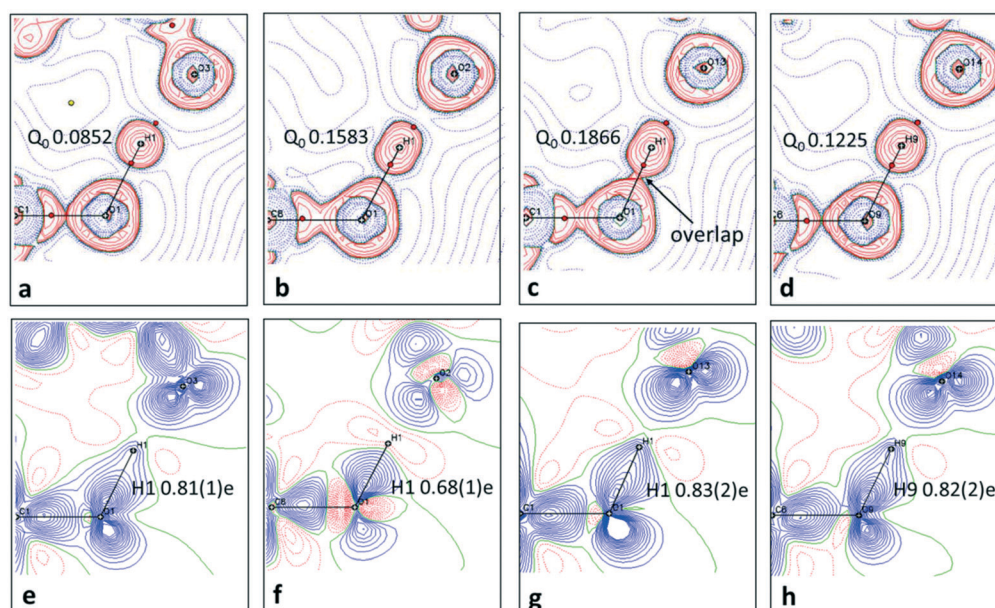 O3
H1
Q₀ 0.0852
C1
O1
a
O2
H1
Q₀ 0.1583
C6
O1
b
O13
H1
Q₀ 0.1866
C1
O1
overlap
c
O14
H9
Q₀ 0.1225
O9
d
O3
H1
H1 0.81(1)e
C1
O1
e
O2
H1
H1 0.68(1)e
C6
O1
f
O13
H1
H1 0.83(2)e
C1
O1
g
O14
H9
H9 0.82(2)e
C6
O9
h